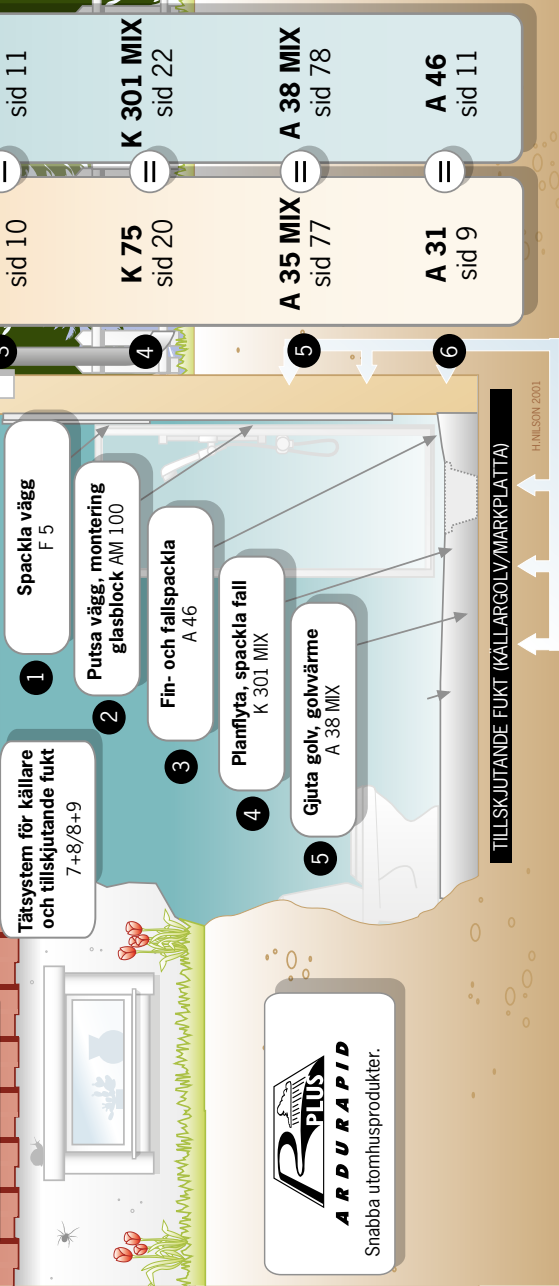 Tätsystem för källare
och tillskjutande fukt
7+8/8+9
1
Spackla vägg
F 5
2
Putsa vägg, montering
glasblock AM 100
3
Fin- och fallspackla
A 46
4
Planflyta, spackla fall
K 301 MIX
5
Gjuta golv, golvvärme
A 38 MIX
3
sid 10
=
sid 11
4
K 75
sid 20
=
K 301 MIX
sid 22
5
A 35 MIX
sid 77
=
A 38 MIX
sid 78
6
A 31
sid 9
=
A 46
sid 11
R
PLUS
ARDURAPID
Snabba utomhusprodukter.
TILLSKJUTANDE FUKT (KÄLLARGOLV/MARKPLATTA)
H.NILSON 2001